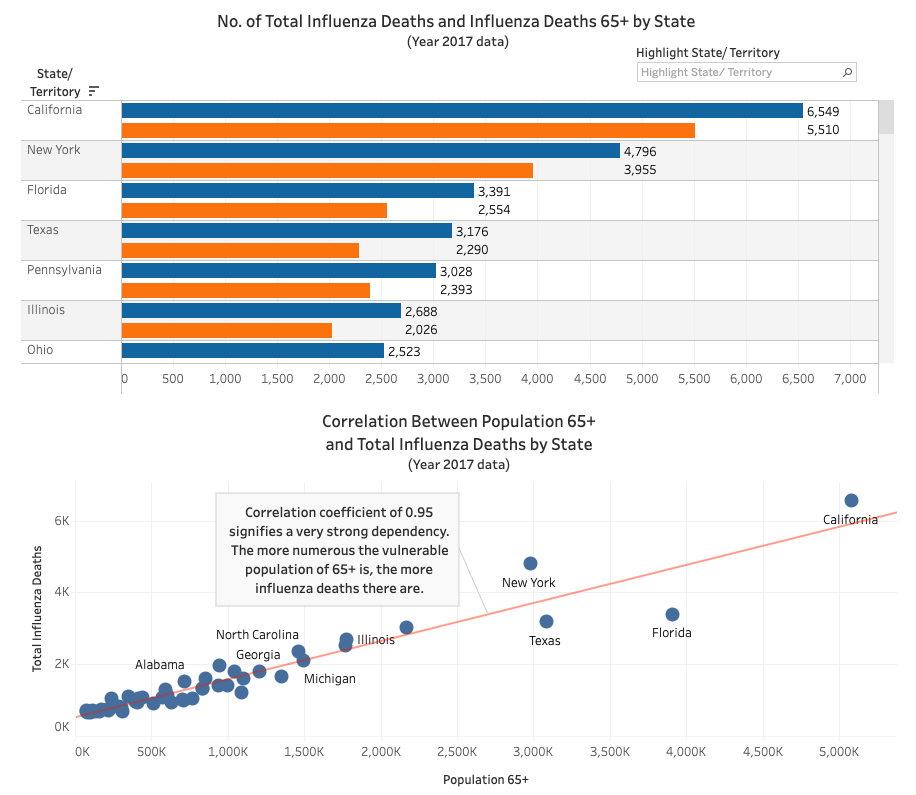 No. of Total Influenza Deaths and Influenza Deaths 65+ by State
(Year 2017 data)
Highlight State/ Territory
Highlight State/ Territory
State/
Territory
California
6,549
5,510
New York
4,796
3,955
Florida
3,391
2,554
Texas
3,176
2,290
Pennsylvania
3,028
2,393
Illinois
2,688
2,026
Ohio
2,523
0 500 1,000 1,500 2,000 2,500 3,000 3,500 4,000 4,500 5,000 5,500 6,000 6,500 7,000
Correlation Between Population 65+
and Total Influenza Deaths by State
(Year 2017 data)
Correlation coefficient of 0.95
signifies a very strong dependency.
The more numerous the vulnerable
population of 65+ is, the more
influenza deaths there are.
Total Influenza Deaths
6K
4K
2K
0K
California
New York
Texas
Florida
North Carolina
Illinois
Georgia
Alabama
Michigan
0K 500K 1,000K 1,500K 2,000K 2,500K 3,000K 3,500K 4,000K 4,500K 5,000K
Population 65+